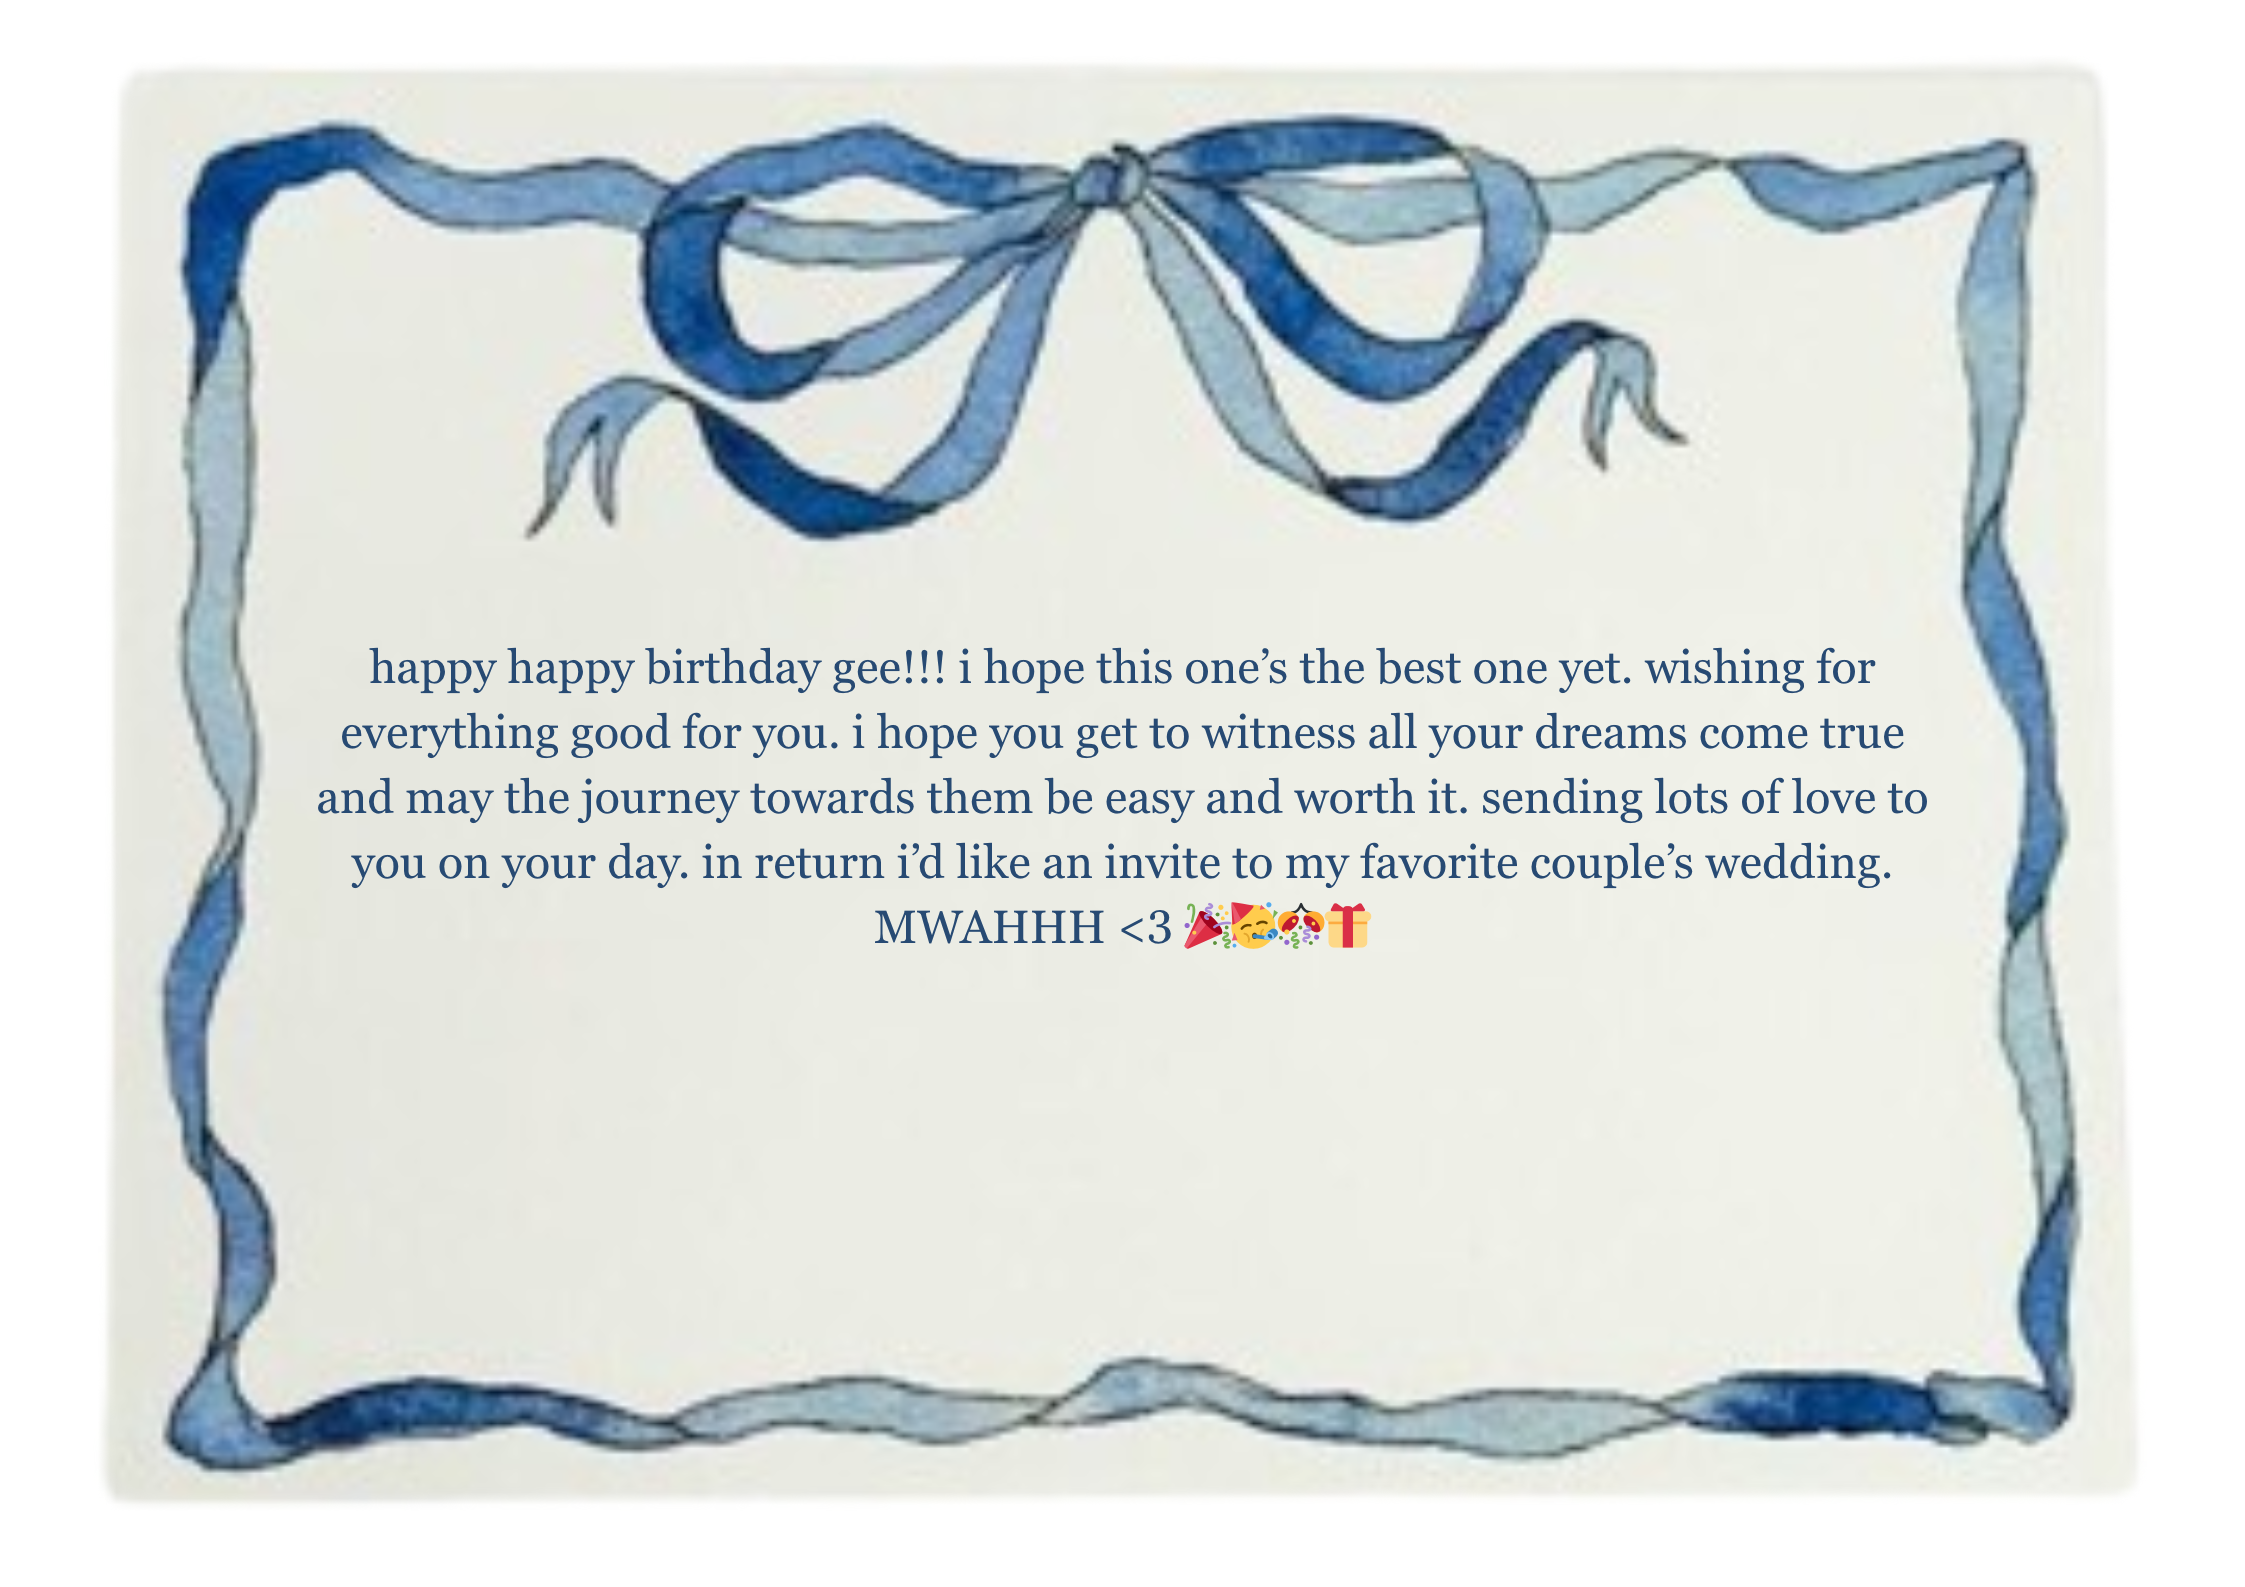 happy happy birthday gee!!! i hope this one’s the best one yet. wishing for
everything good for you. i hope you get to witness all your dreams come true
and may the journey towards them be easy and worth it. sending lots of love to
you on your day. in return i’d like an invite to my favorite couple’s wedding.
MWAHHH <3 🎉🥳🎊🎁